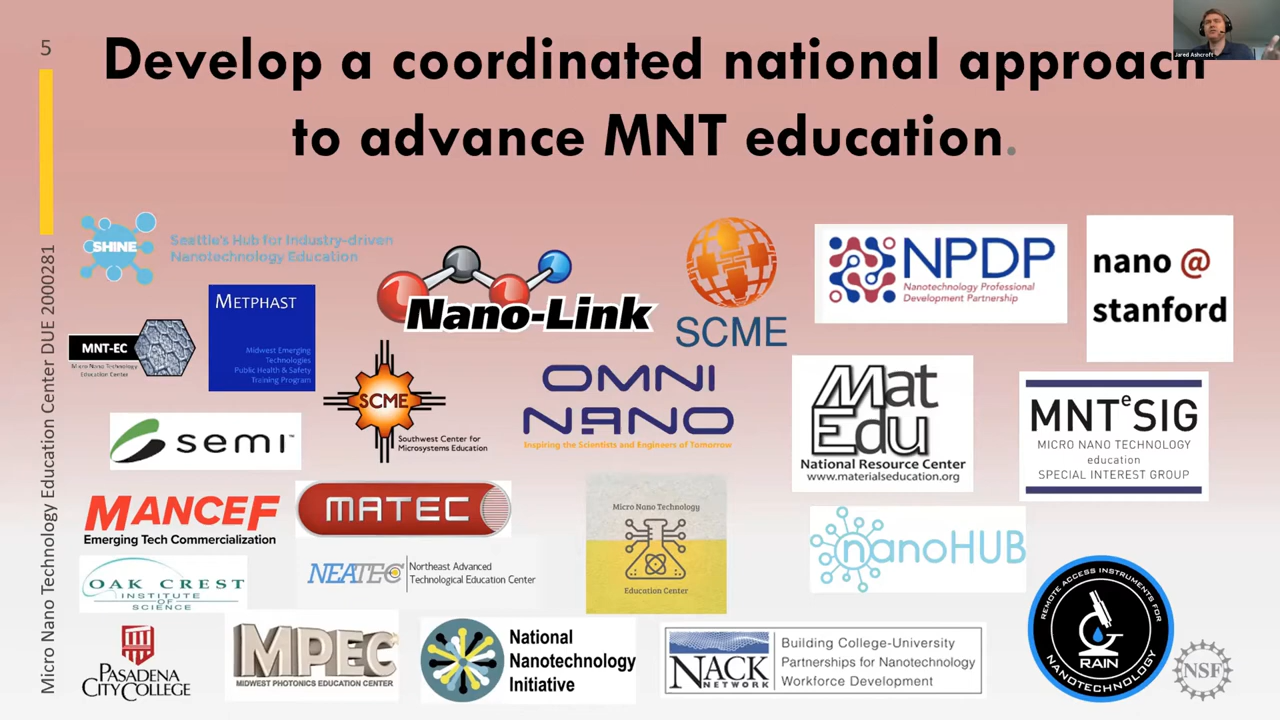 5
Develop a coordinated national approach
to advance MNT education.
Jared Ashcroft
Micro Nano Technology Education Center DUE 2000281
SHINE
Seattle's Hub for Industry-driven
Nanotechnology Education
Nano-Link
SCME
NPDP
Nanotechnology Professional
Development Partnership
nano @
stanford
METPHAST
Midwest Emerging
Technologies
Public Health & Safety
Training Program
MNT-EC
Micro Nano Technology
Education Center
SCME
Southwest Center for
Microsystems Education
OMNI
NANO
Inspiring the Scientists and Engineers of Tomorrow
Mat
Edu
National Resource Center
www.materialseducation.org
MNTeSIG
MICRO NANO TECHNOLOGY
education
SPECIAL INTEREST GROUP
semi™
MANCEF
Emerging Tech Commercialization
MATEC
Micro Nano Technology
Education Center
nanoHUB
OAK CREST
INSTITUTE
OF
SCIENCE
NEATEC
Northeast Advanced
Technological Education Center
REMOTE ACCESS INSTRUMENTS FOR
RAIN
NANOTECHNOLOGY
PASADENA
CITY COLLEGE
MPEC
MIDWEST PHOTONICS EDUCATION CENTER
National
Nanotechnology
Initiative
NACK
NETWORK
Building College-University
Partnerships for Nanotechnology
Workforce Development
NSF